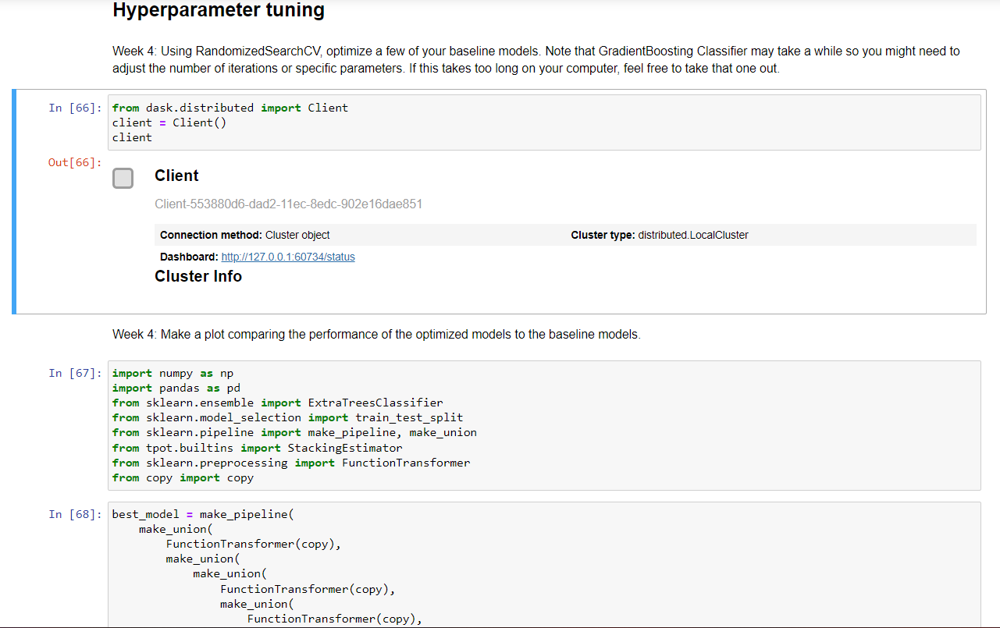 Hyperparameter tuning
Week 4: Using RandomizedSearchCV, optimize a few of your baseline models. Note that GradientBoosting Classifier may take a while so you might need to
adjust the number of iterations or specific parameters. If this takes too long on your computer, feel free to take that one out.
In [66]: from dask.distributed import Client
client = Client()
client
Out[66]:
Client
Client-553880d6-dad2-11ec-8edc-902e16dae851
Connection method: Cluster object Cluster type: distributed.LocalCluster
Dashboard: http://127.0.0.1:60734/status
Cluster Info
Week 4: Make a plot comparing the performance of the optimized models to the baseline models.
In [67]: import numpy as np
import pandas as pd
from sklearn.ensemble import ExtraTreesClassifier
from sklearn.model_selection import train_test_split
from sklearn.pipeline import make_pipeline, make_union
from tpot.builtins import StackingEstimator
from sklearn.preprocessing import FunctionTransformer
from copy import copy
In [68]: best_model = make_pipeline(
    make_union(
        FunctionTransformer(copy),
        make_union(
            make_union(
                FunctionTransformer(copy),
                make_union(
                    FunctionTransformer(copy),